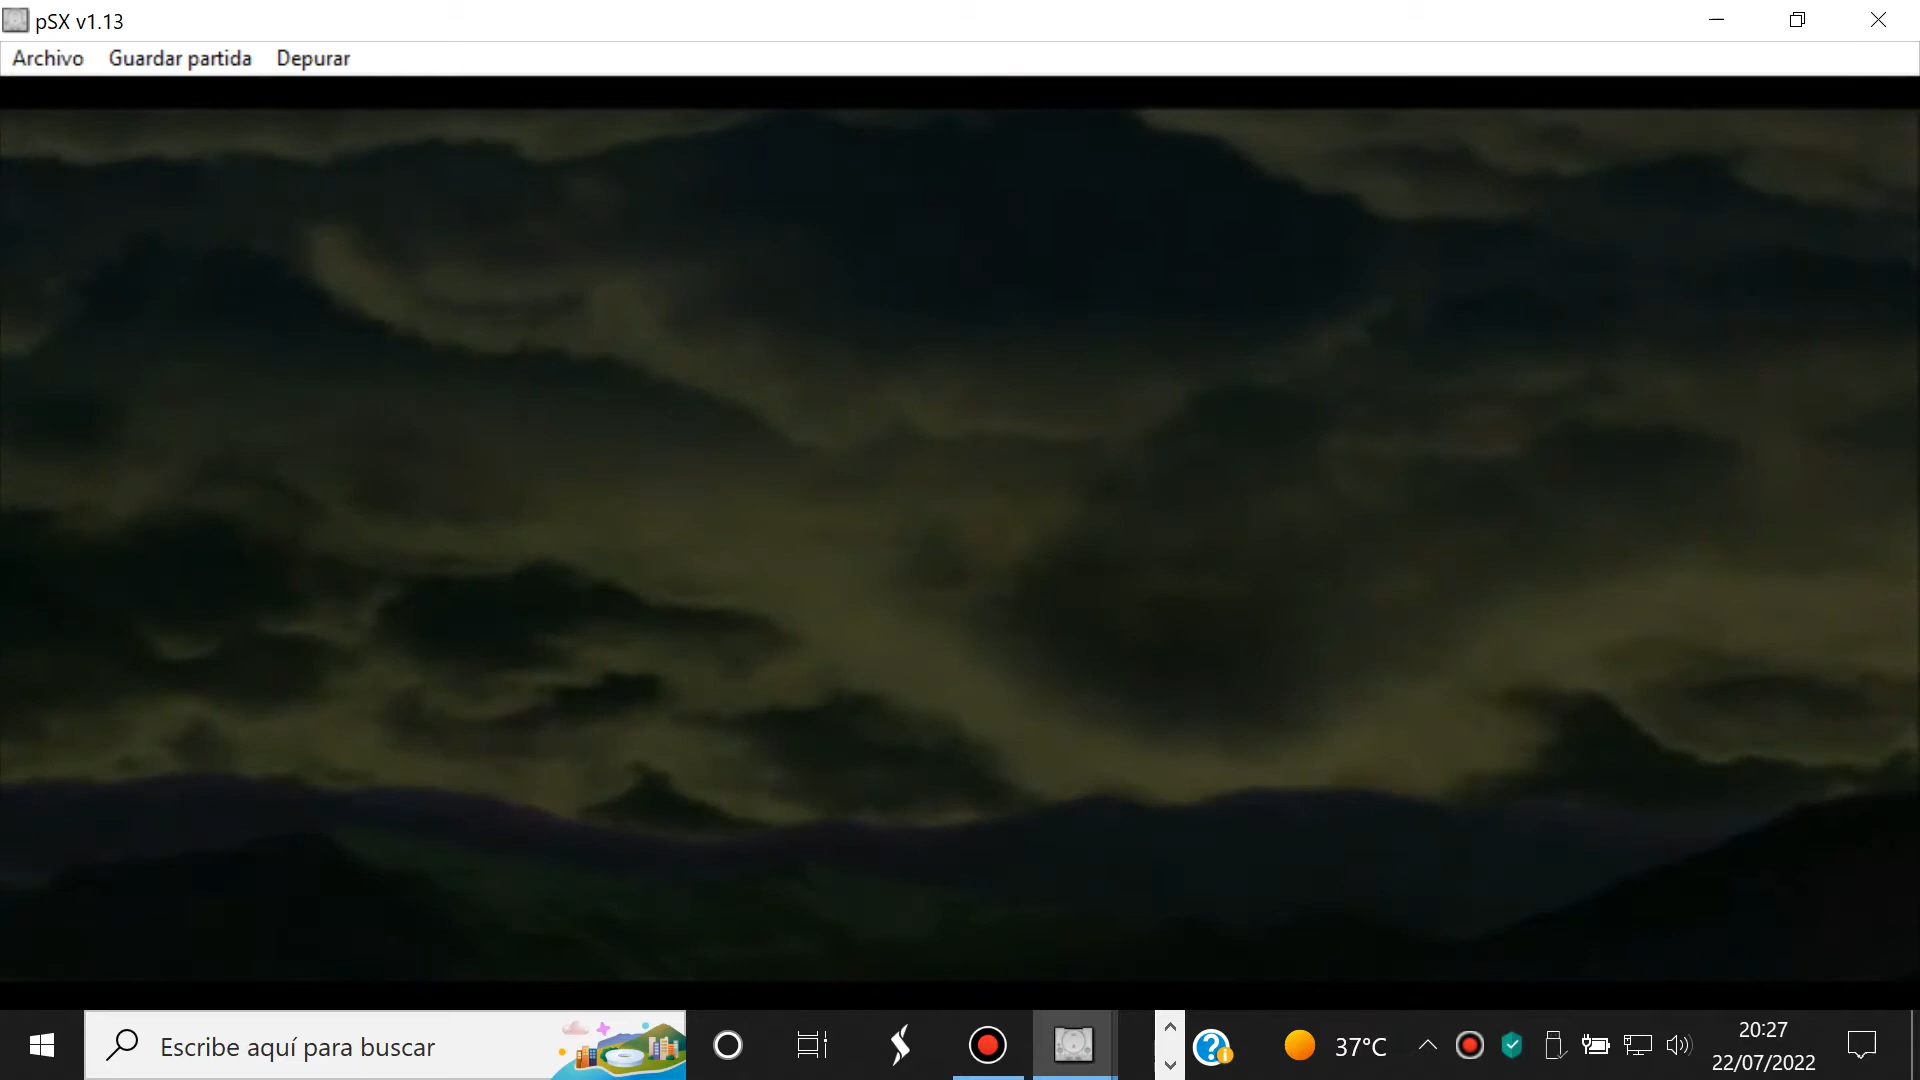 pSX v1.13
Archivo Guardar partida Depurar
Escribe aquí para buscar
37°C
20:27
22/07/2022